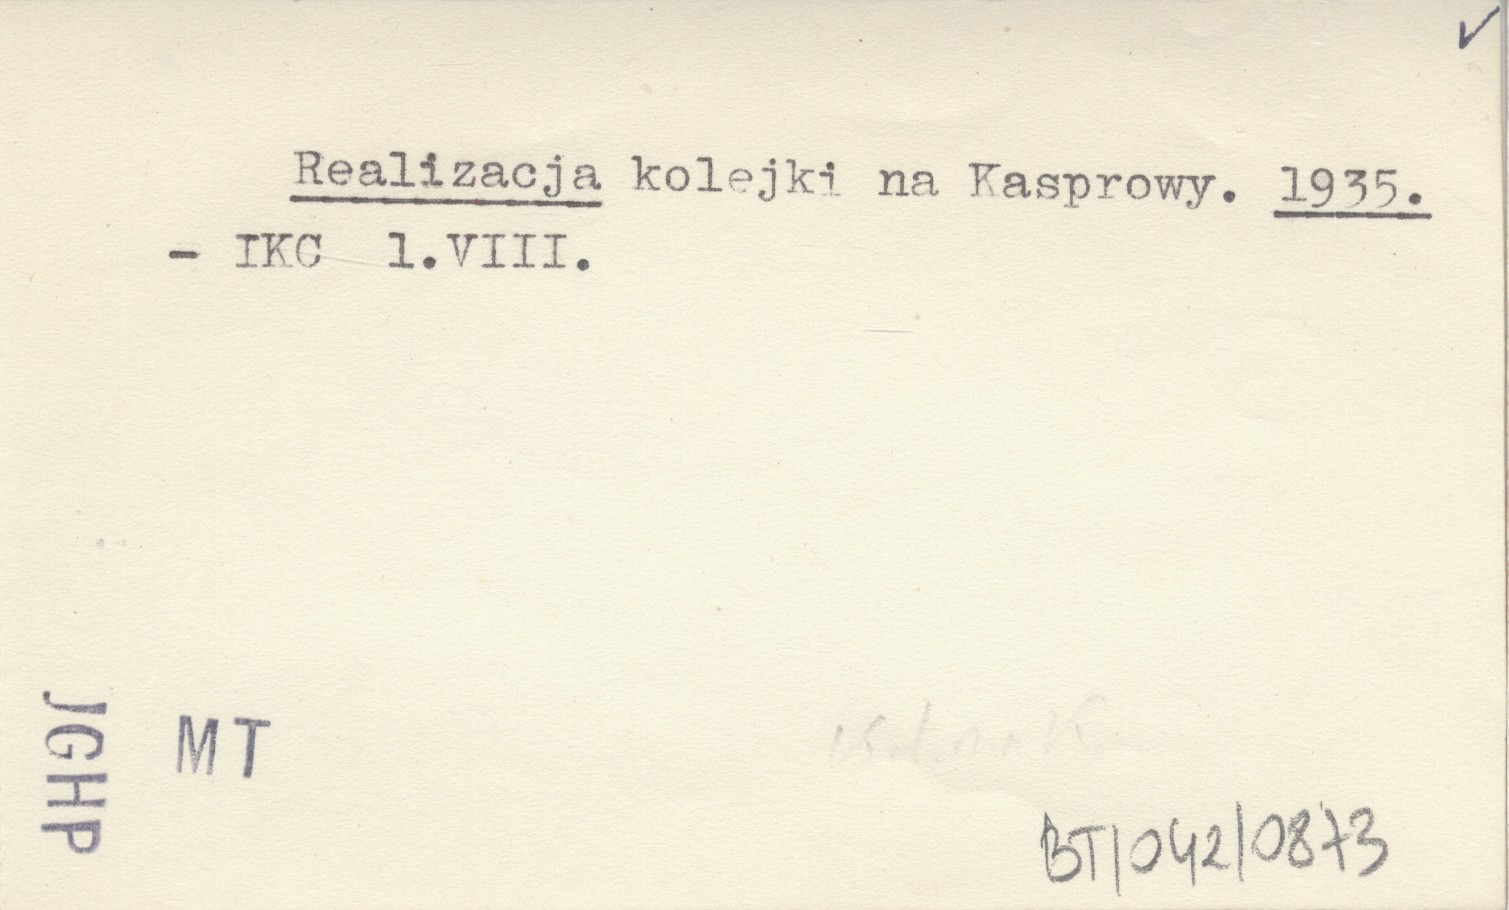 ✓
Realizacja kolejki na Kasprowy. 1935.
- IKC 1.VIII.
JGHP
MT
BT/042/0873